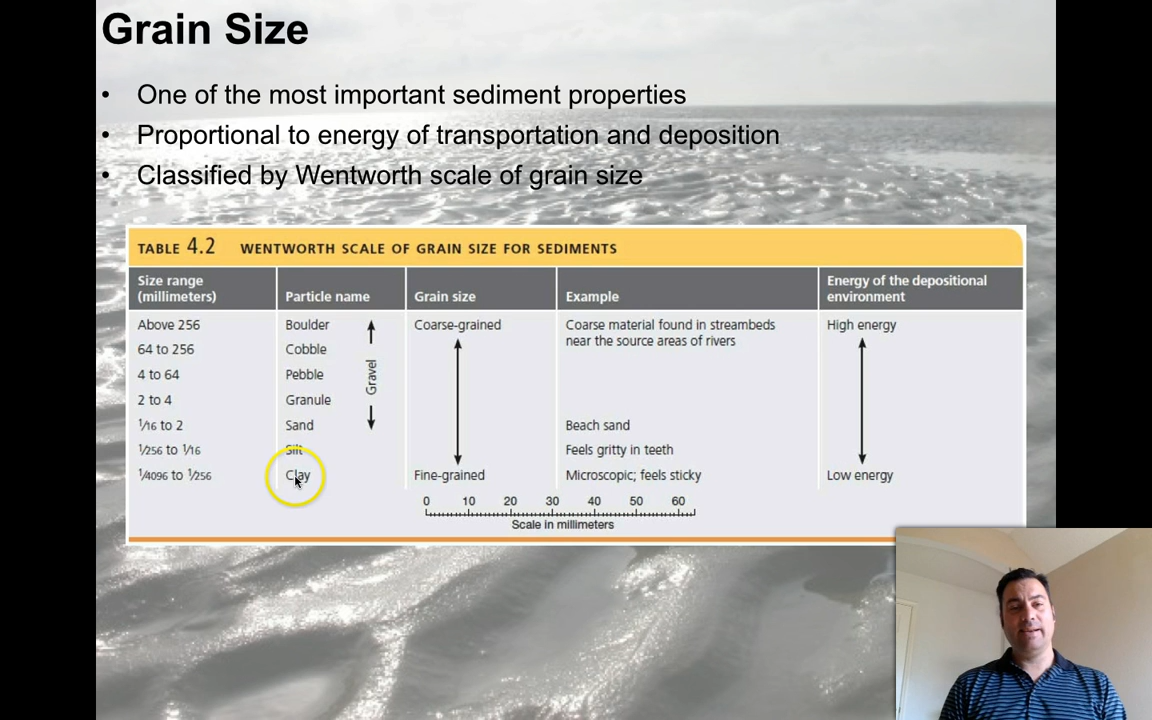 Grain Size
• One of the most important sediment properties
• Proportional to energy of transportation and deposition
• Classified by Wentworth scale of grain size
TABLE 4.2 WENTWORTH SCALE OF GRAIN SIZE FOR SEDIMENTS
Size range (millimeters) Particle name Grain size Example Energy of the depositional environment
Above 256 Boulder Coarse-grained Coarse material found in streambeds near the source areas of rivers High energy
64 to 256 Cobble
4 to 64 Pebble
Gravel
2 to 4 Granule
1/16 to 2 Sand Beach sand
1/256 to 1/16 Silt Feels gritty in teeth
1/4096 to 1/256 Clay Fine-grained Microscopic; feels sticky Low energy
0 10 20 30 40 50 60
Scale in millimeters